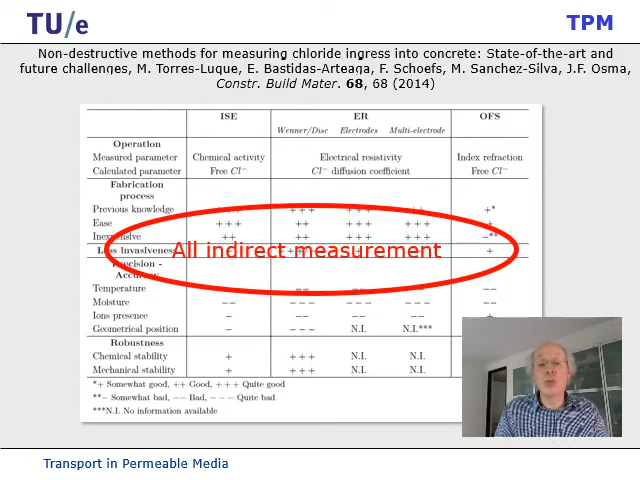 TU/e
TPM
Non-destructive methods for measuring chloride ingress into concrete: State-of-the-art and
future challenges, M. Torres-Luque, E. Bastidas-Arteaga, F. Schoefs, M. Sanchez-Silva, J.F. Osma,
Constr. Build Mater. 68, 68 (2014)
ISE ER OFS
Wenner/Disc Electrodes Multi-electrode
Operation
Measured parameter Chemical activity Electrical resistivity Index refraction
Calculated parameter Free Cl− Cl− diffusion coefficient Free Cl−
Fabrication
process
Previous knowledge +++ +++ +*
Ease +++ ++ +++ +++ +
Inexpensive ++ ++ +++ +++ −**
Less Invasiveness +
All indirect measurement
Precision -
Accuracy
Temperature −− −−
Moisture −− −−− −−− −−− −−
Ions presence − −− −− −− +
Geometrical position − −−− N.I. N.I.***
Robustness
Chemical stability + +++ N.I. N.I.
Mechanical stability + +++ N.I. N.I.
*+ Somewhat good, ++ Good, +++ Quite good
**− Somewhat bad, −− Bad, −−− Quite bad
***N.I. No information available
Transport in Permeable Media